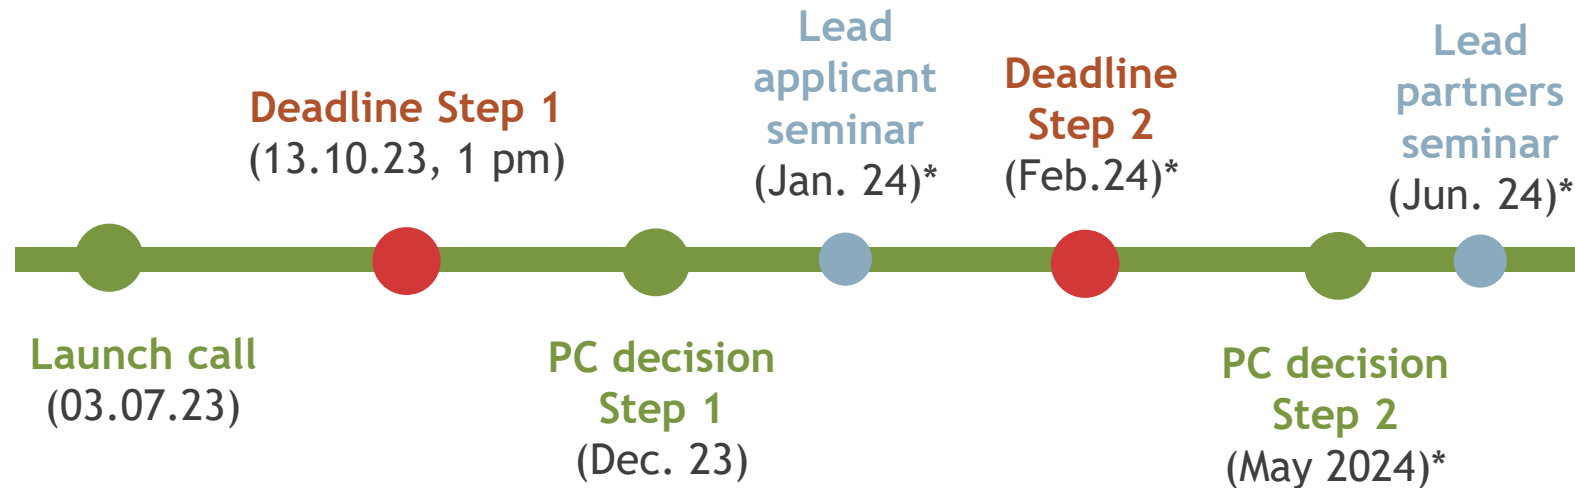 Launch call
(03.07.23)
Deadline Step 1
(13.10.23, 1 pm)
PC decision
Step 1
(Dec. 23)
Lead
applicant
seminar
(Jan. 24)*
Deadline
Step 2
(Feb.24)*
PC decision
Step 2
(May 2024)*
Lead
partners
seminar
(Jun. 24)*